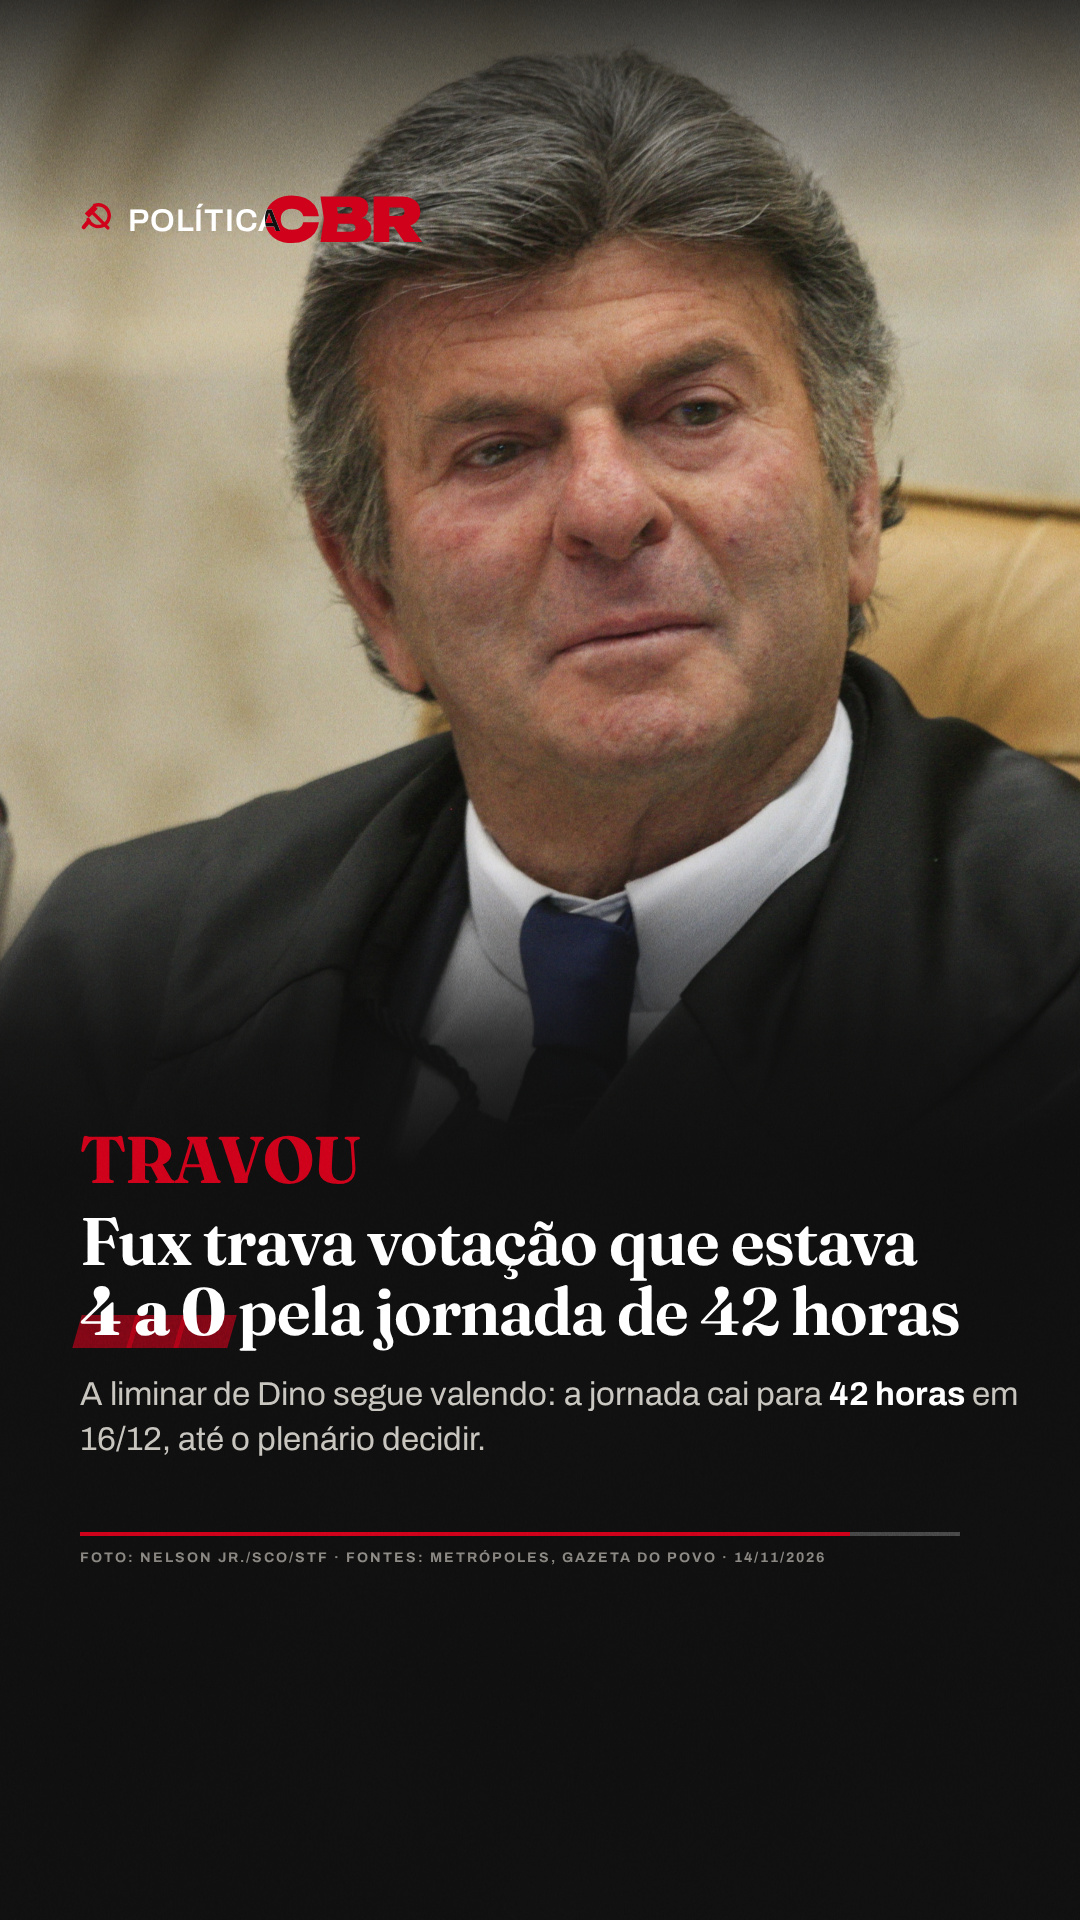 POLÍTICA CBR
TRAVOU
Fux trava votação que estava
4 a 0 pela jornada de 42 horas
A liminar de Dino segue valendo: a jornada cai para 42 horas em
16/12, até o plenário decidir.
FOTO: NELSON JR./SCO/STF · FONTES: METRÓPOLES, GAZETA DO POVO · 14/11/2026